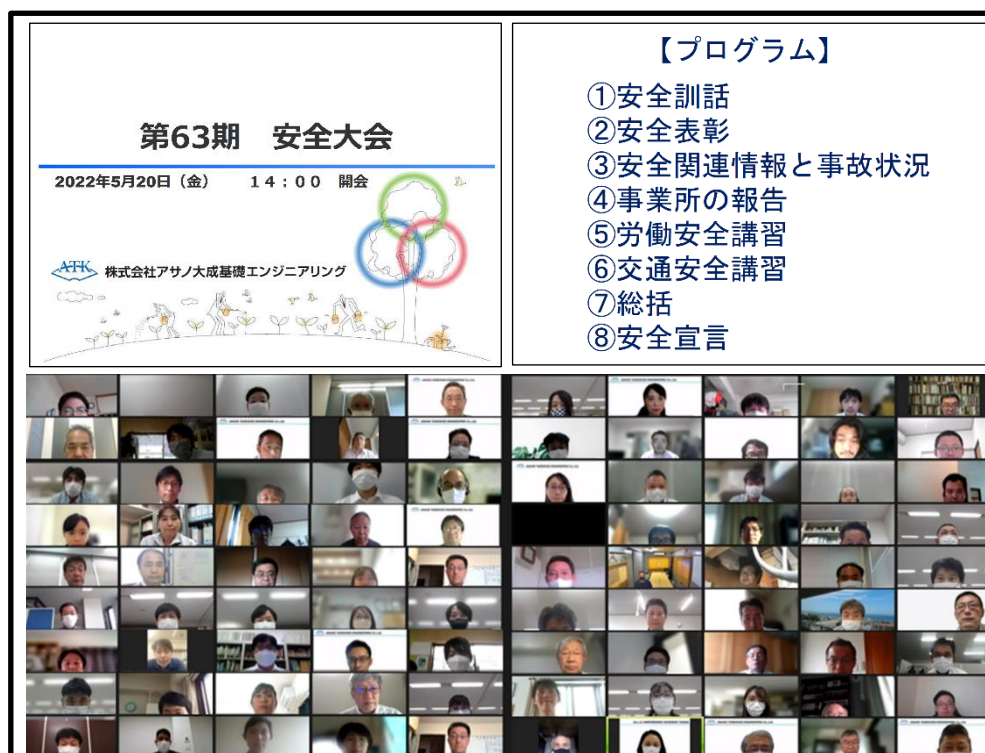 第63期　安全大会
2022年5月20日（金）　　１４：００　開会
ATK 株式会社アサノ大成基礎エンジニアリング
【プログラム】
①安全訓話
②安全表彰
③安全関連情報と事故状況
④事業所の報告
⑤労働安全講習
⑥交通安全講習
⑦総括
⑧安全宣言